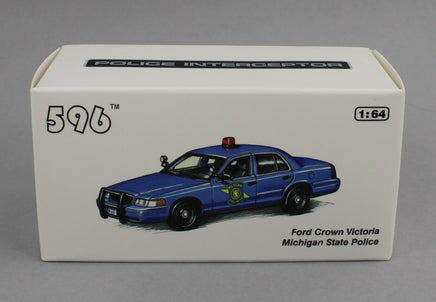 POLICE INTERCEPTOR
596™
1:64
Ford Crown Victoria
Michigan State Police